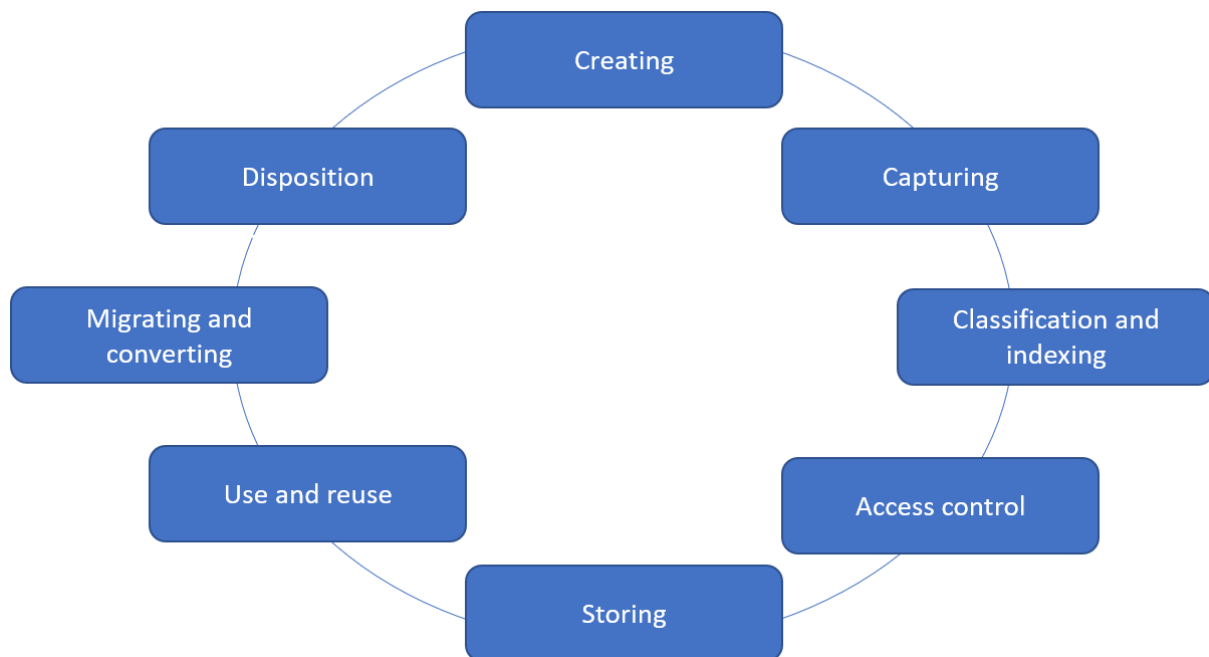 Creating
Capturing
Classification and
indexing
Access control
Storing
Use and reuse
Migrating and
converting
Disposition